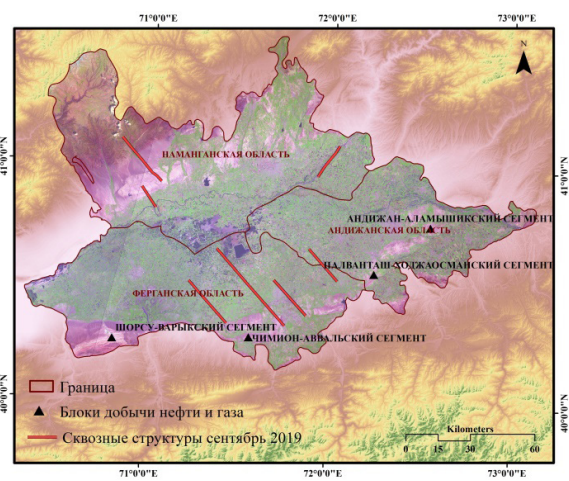 71°0'0"E 72°0'0"E 73°0'0"E
N
41°0'0"N
41°0'0"N
НАМАНГАНСКАЯ ОБЛАСТЬ
АНДИЖАН-АЛАМЫШИКСКИЙ СЕГМЕНТ
АНДИЖАНСКАЯ ОБЛАСТЬ
ПАЛВАНТАШ-ХОДЖАОСМАНСКИЙ СЕГМЕНТ
ФЕРГАНСКАЯ ОБЛАСТЬ
ШОРСУ-ВАРЫКСКИЙ СЕГМЕНТ
ЧИМИОН-АВВАЛЬСКИЙ СЕГМЕНТ
40°0'0"N
40°0'0"N
Граница
Блоки добычи нефти и газа
Сквозные структуры сентябрь 2019
Kilometers
0 15 30 60
71°0'0"E 72°0'0"E 73°0'0"E